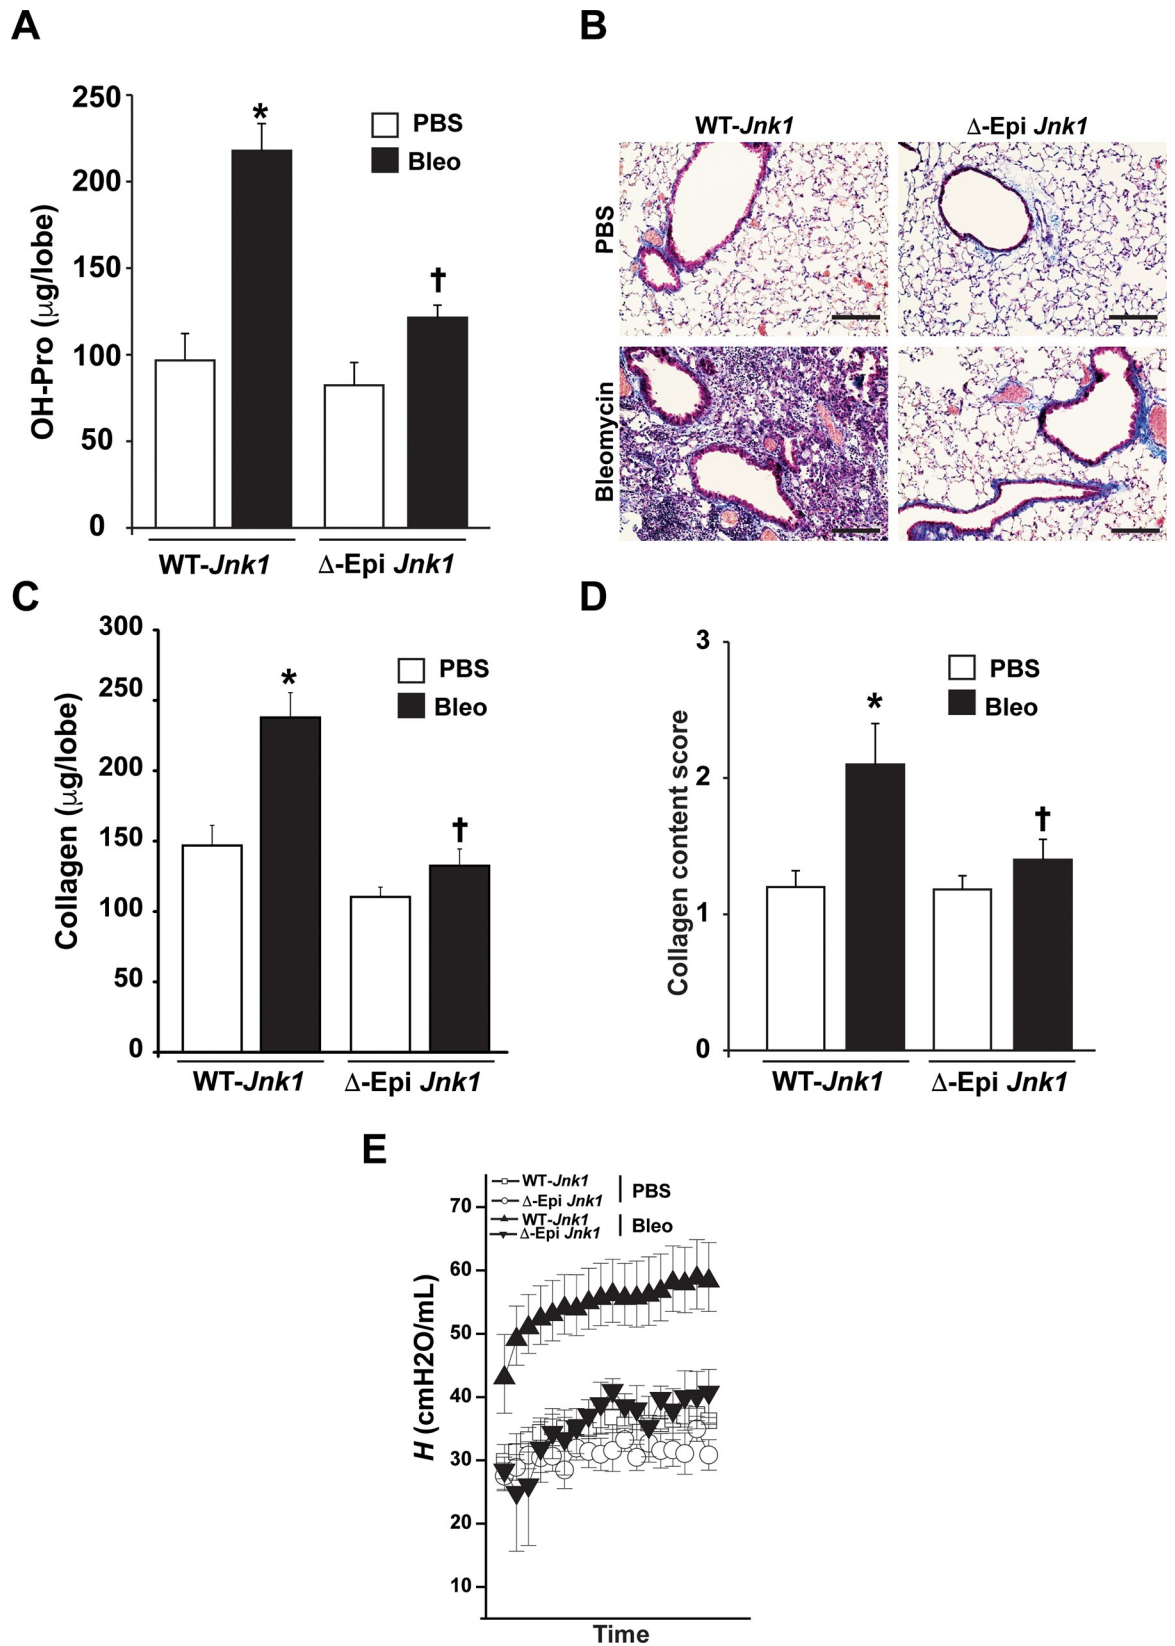 A
OH-Pro (µg/lobe)
250
200
150
100
50
0
*
†
PBS
Bleo
WT-Jnk1
Δ-Epi Jnk1
B
WT-Jnk1
Δ-Epi Jnk1
PBS
Bleomycin
C
Collagen (µg/lobe)
300
250
200
150
100
50
0
*
†
PBS
Bleo
WT-Jnk1
Δ-Epi Jnk1
D
Collagen content score
3
2
1
0
*
†
PBS
Bleo
WT-Jnk1
Δ-Epi Jnk1
E
H (cmH2O/mL)
70
60
50
40
30
20
10
WT-Jnk1
Δ-Epi Jnk1
PBS
WT-Jnk1
Δ-Epi Jnk1
Bleo
Time